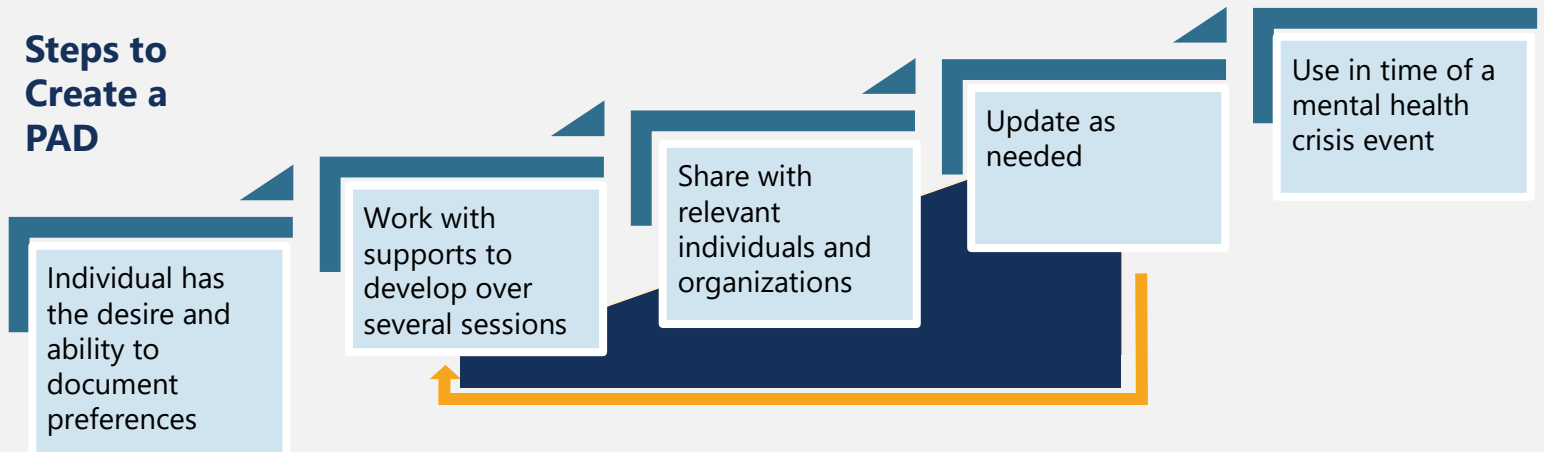 Steps to
Create a
PAD
Individual has
the desire and
ability to
document
preferences
Work with
supports to
develop over
several sessions
Share with
relevant
individuals and
organizations
Update as
needed
Use in time of a
mental health
crisis event